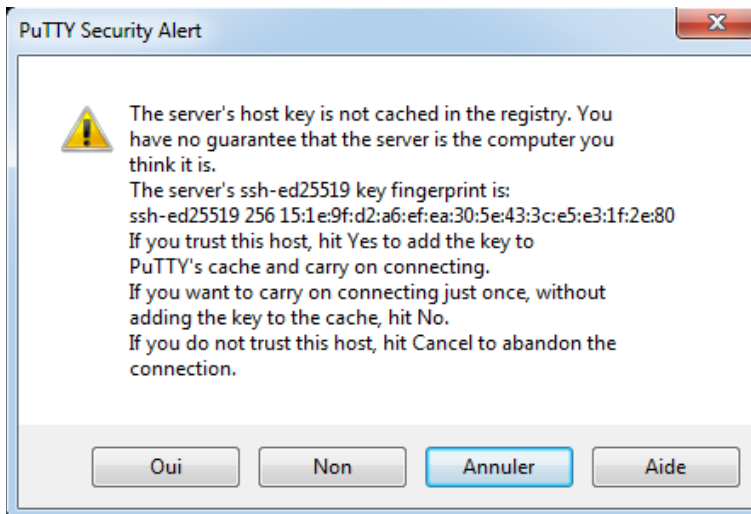 PuTTY Security Alert
The server's host key is not cached in the registry. You
have no guarantee that the server is the computer you
think it is.
The server's ssh-ed25519 key fingerprint is:
ssh-ed25519 256 15:1e:9f:d2:a6:ef:ea:30:5e:43:3c:e5:e3:1f:2e:80
If you trust this host, hit Yes to add the key to
PuTTY's cache and carry on connecting.
If you want to carry on connecting just once, without
adding the key to the cache, hit No.
If you do not trust this host, hit Cancel to abandon the
connection.
Oui Non Annuler Aide